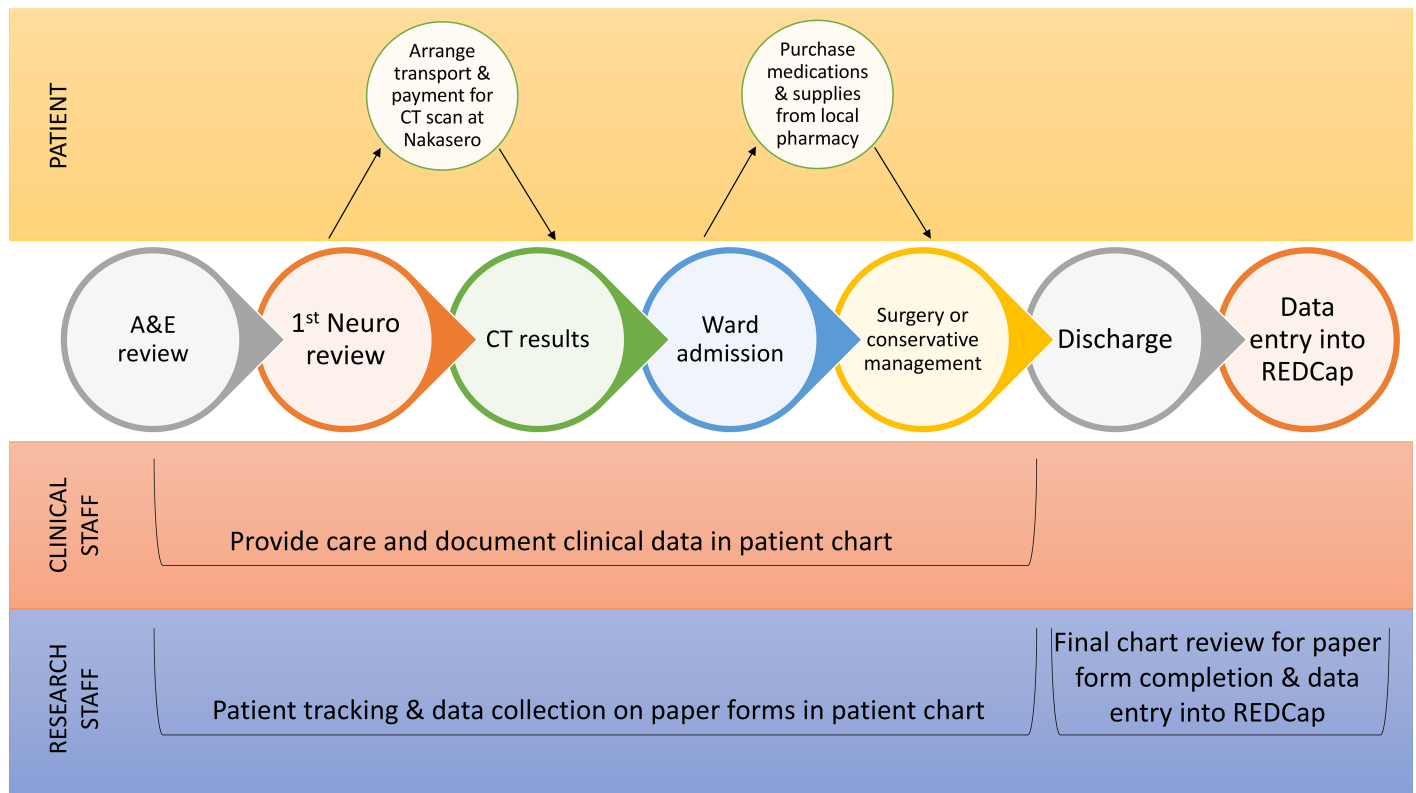 PATIENT
Arrange
transport &
payment for
CT scan at
Nakasero
Purchase
medications
& supplies
from local
pharmacy
A&E
review
1st Neuro
review
CT results
Ward
admission
Surgery or
conservative
management
Discharge
Data
entry into
REDCap
CLINICAL
STAFF
Provide care and document clinical data in patient chart
RESEARCH
STAFF
Patient tracking & data collection on paper forms in patient chart
Final chart review for paper
form completion & data
entry into REDCap